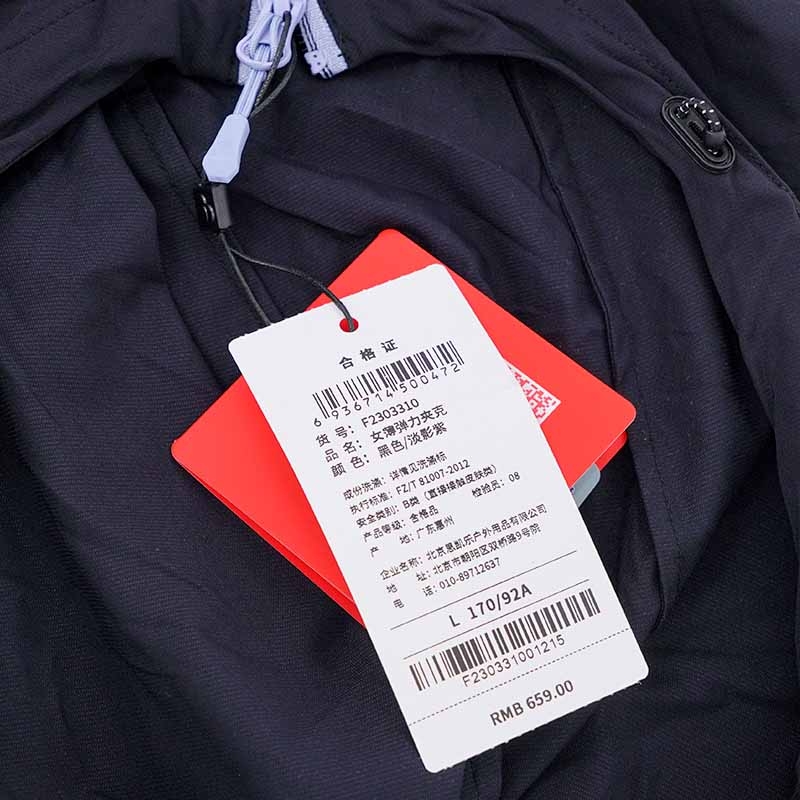 合格证
6936714500472
货 号: F2303310
品 名: 女薄弹力夹克
颜 色: 黑色/淡影紫
成份洗涤: 详情见洗涤标
执行标准: FZ/T 81007-2012
安全类别: B类 (直接接触皮肤类)
产品等级: 合格品 检验员: 08
产 地: 广东惠州
企业名称: 北京恩凯乐户外用品有限公司
地 址: 北京市朝阳区双桥路9号院
电 话: 010-89712637
L 170/92A
F230331001215
RMB 659.00